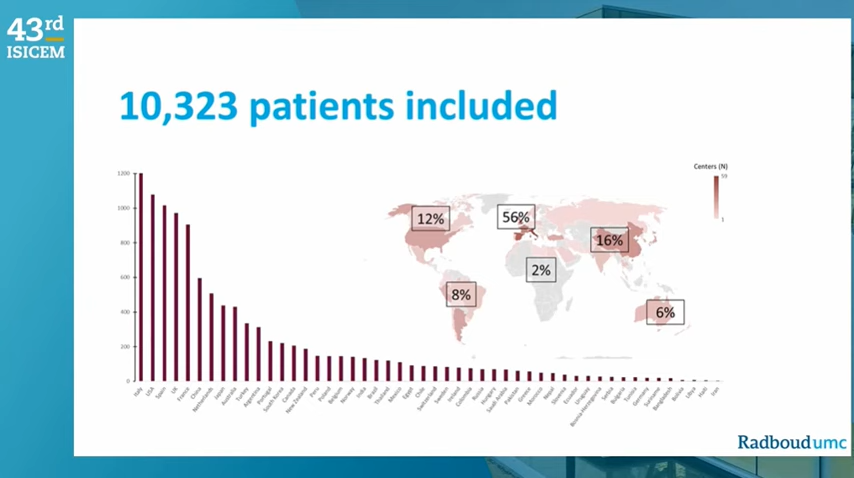 43rd
ISICEM
10,323 patients included
Centers (N)
59
1
1200
1000
800
600
400
200
0
12%
56%
16%
2%
8%
6%
Italy
USA
Spain
UK
France
China
Netherlands
Japan
Australia
Turkey
Argentina
Portugal
South Korea
Canada
New Zealand
Peru
Poland
Belgium
Norway
India
Brazil
Thailand
Mexico
Egypt
Chile
Switzerland
Sweden
Ireland
Colombia
Russia
Hungary
Saudi Arabia
Pakistan
Greece
Morocco
Nepal
Slovenia
Ecuador
Uruguay
Bosnia-Herzegovina
Serbia
Bulgaria
Tunisia
Germany
Suriname
Bangladesh
Bolivia
Libya
Haiti
Iran
Radboudumc